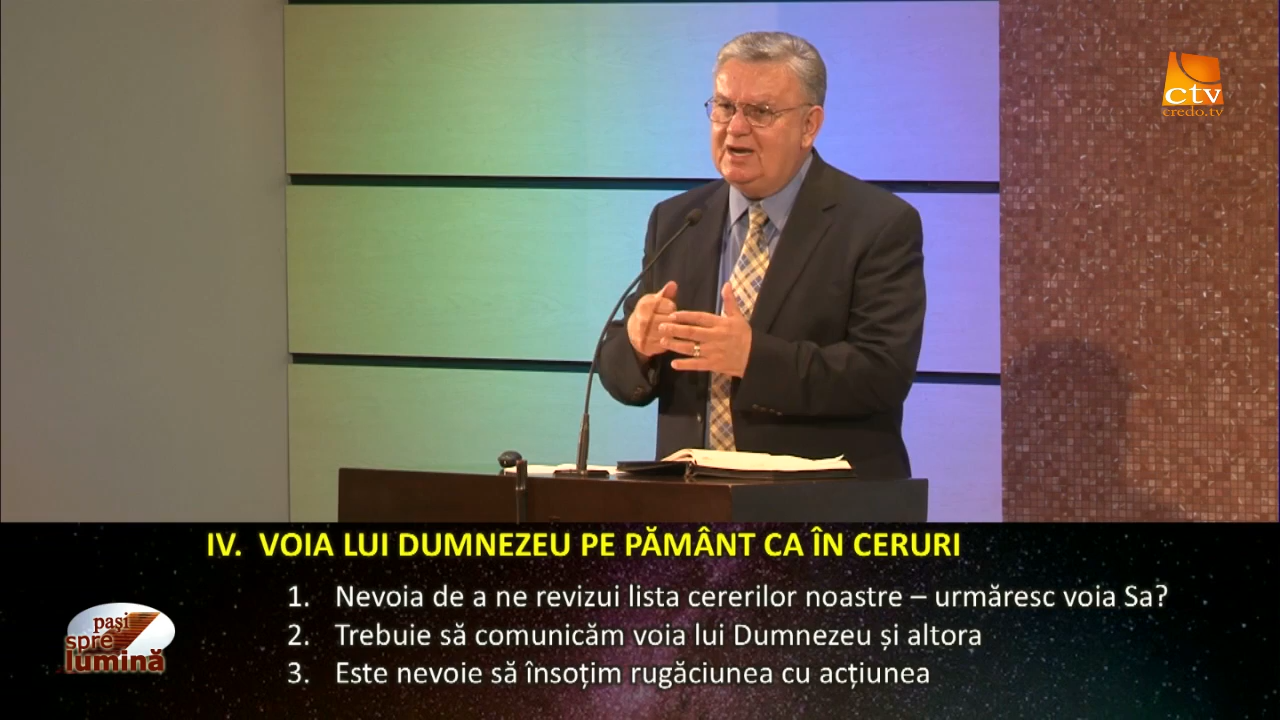 ctv
credo.tv
IV. VOIA LUI DUMNEZEU PE PĂMÂNT CA ÎN CERURI
1. Nevoia de a ne revizui lista cererilor noastre – urmăresc voia Sa?
2. Trebuie să comunicăm voia lui Dumnezeu și altora
3. Este nevoie să însoțim rugăciunea cu acțiunea
pași
spre
lumină